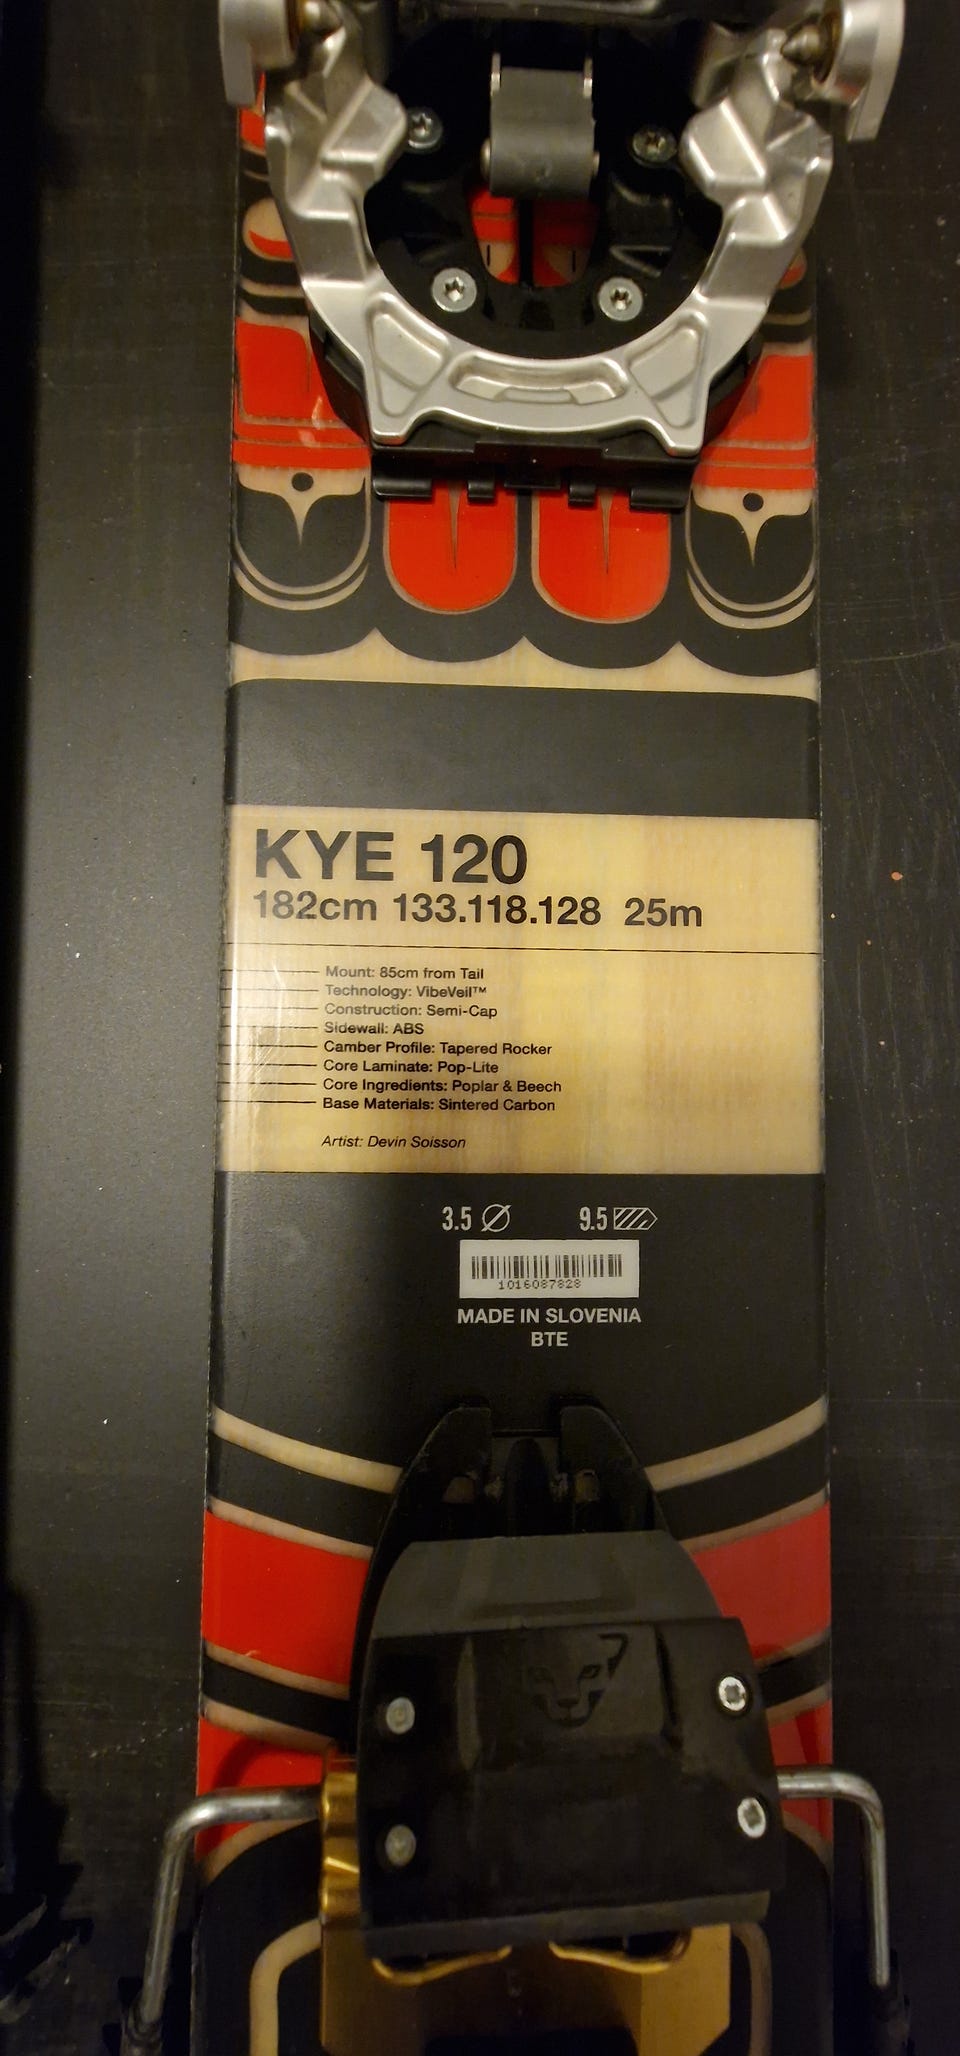 KYE 120
182cm 133.118.128 25m
Mount: 85cm from Tail
Technology: VibeVeil™
Construction: Semi-Cap
Sidewall: ABS
Camber Profile: Tapered Rocker
Core Laminate: Pop-Lite
Core Ingredients: Poplar & Beech
Base Materials: Sintered Carbon
Artist: Devin Soisson
3.5 9.5
1016087828
MADE IN SLOVENIA
BTE